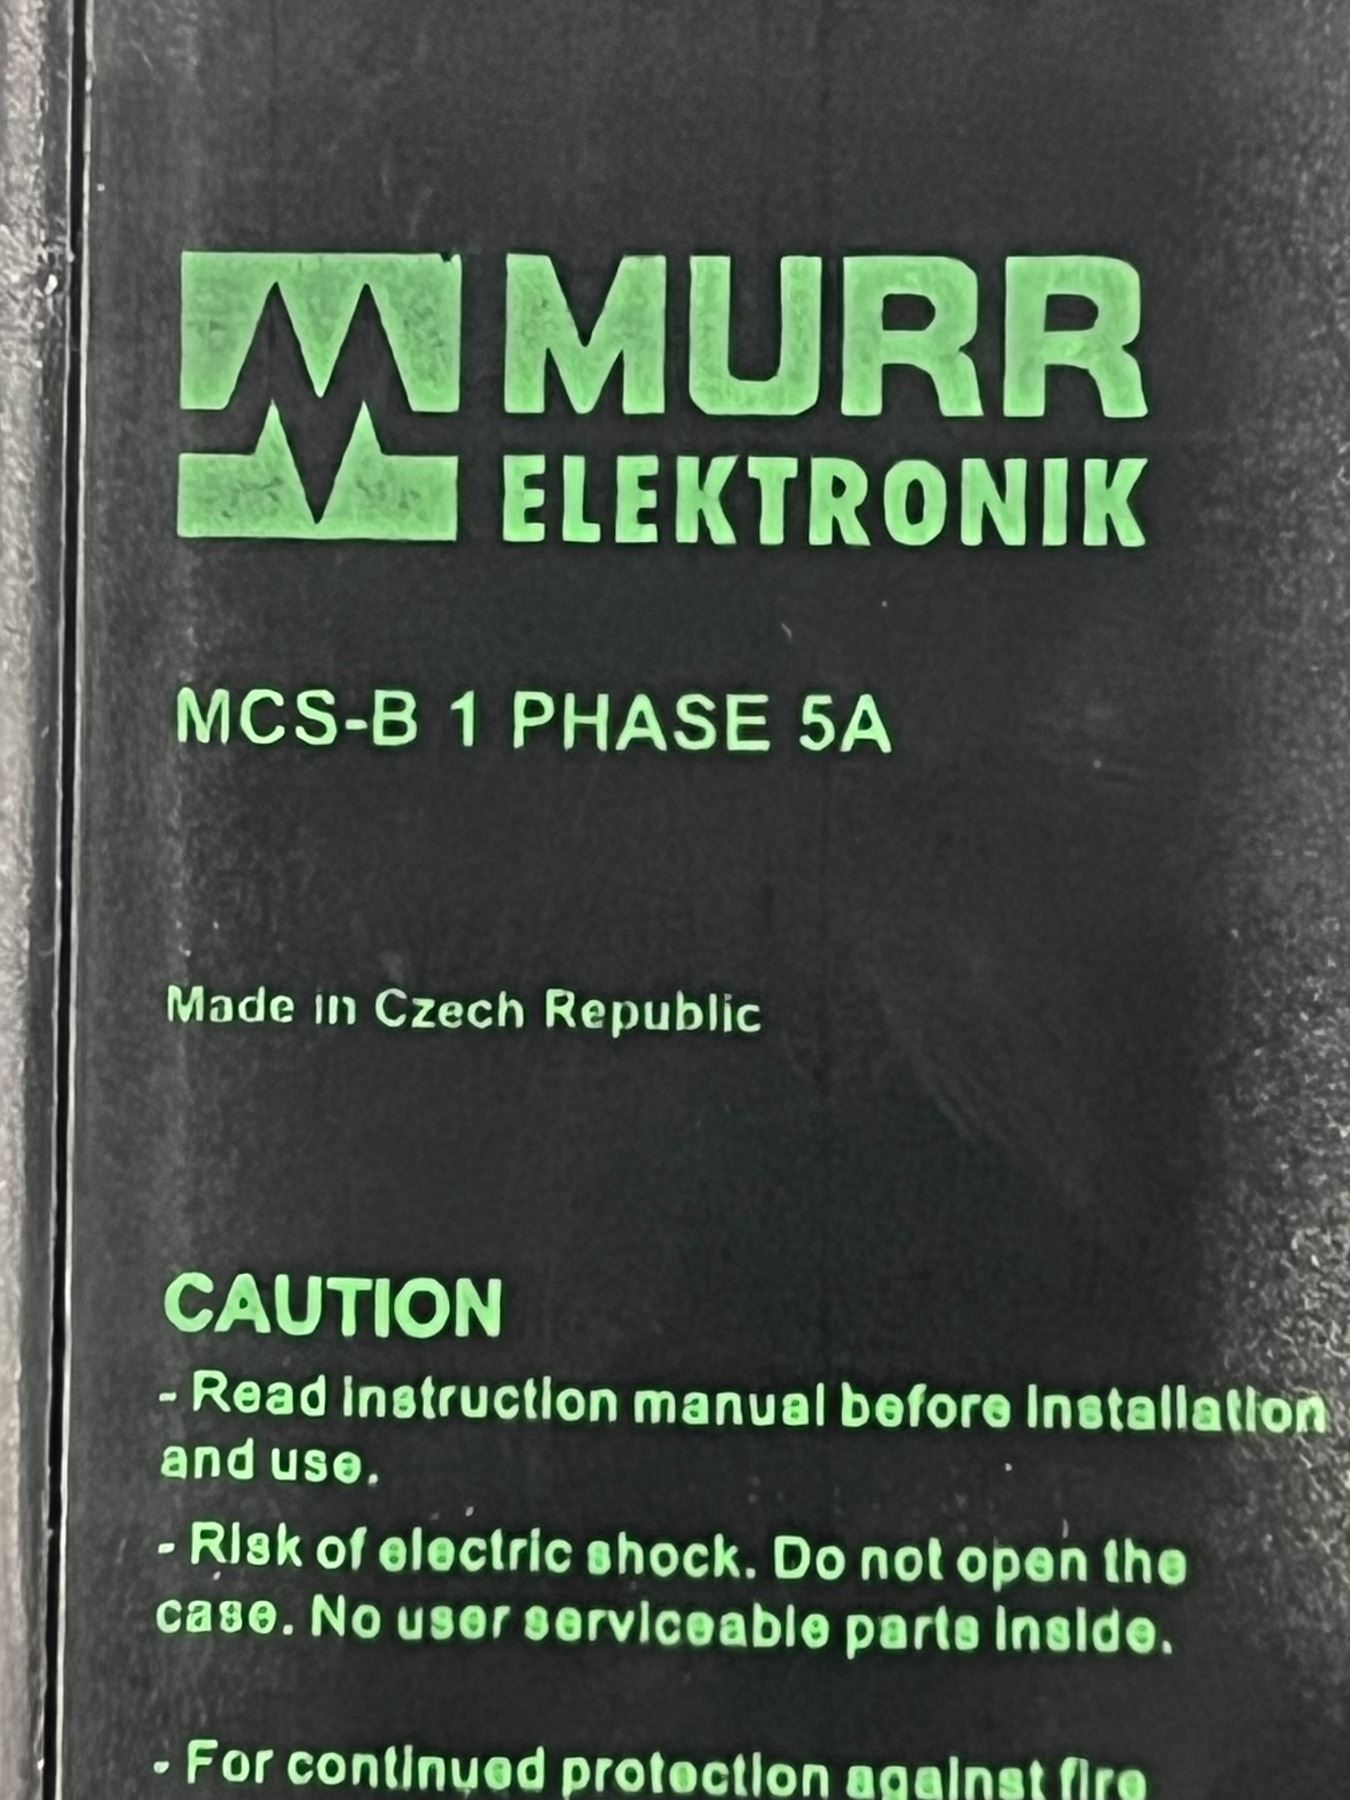 MURR
ELEKTRONIK
MCS-B 1 PHASE 5A
Made in Czech Republic
CAUTION
- Read instruction manual before installation
and use.
- Risk of electric shock. Do not open the
case. No user serviceable parts inside.
- For continued protection against fire